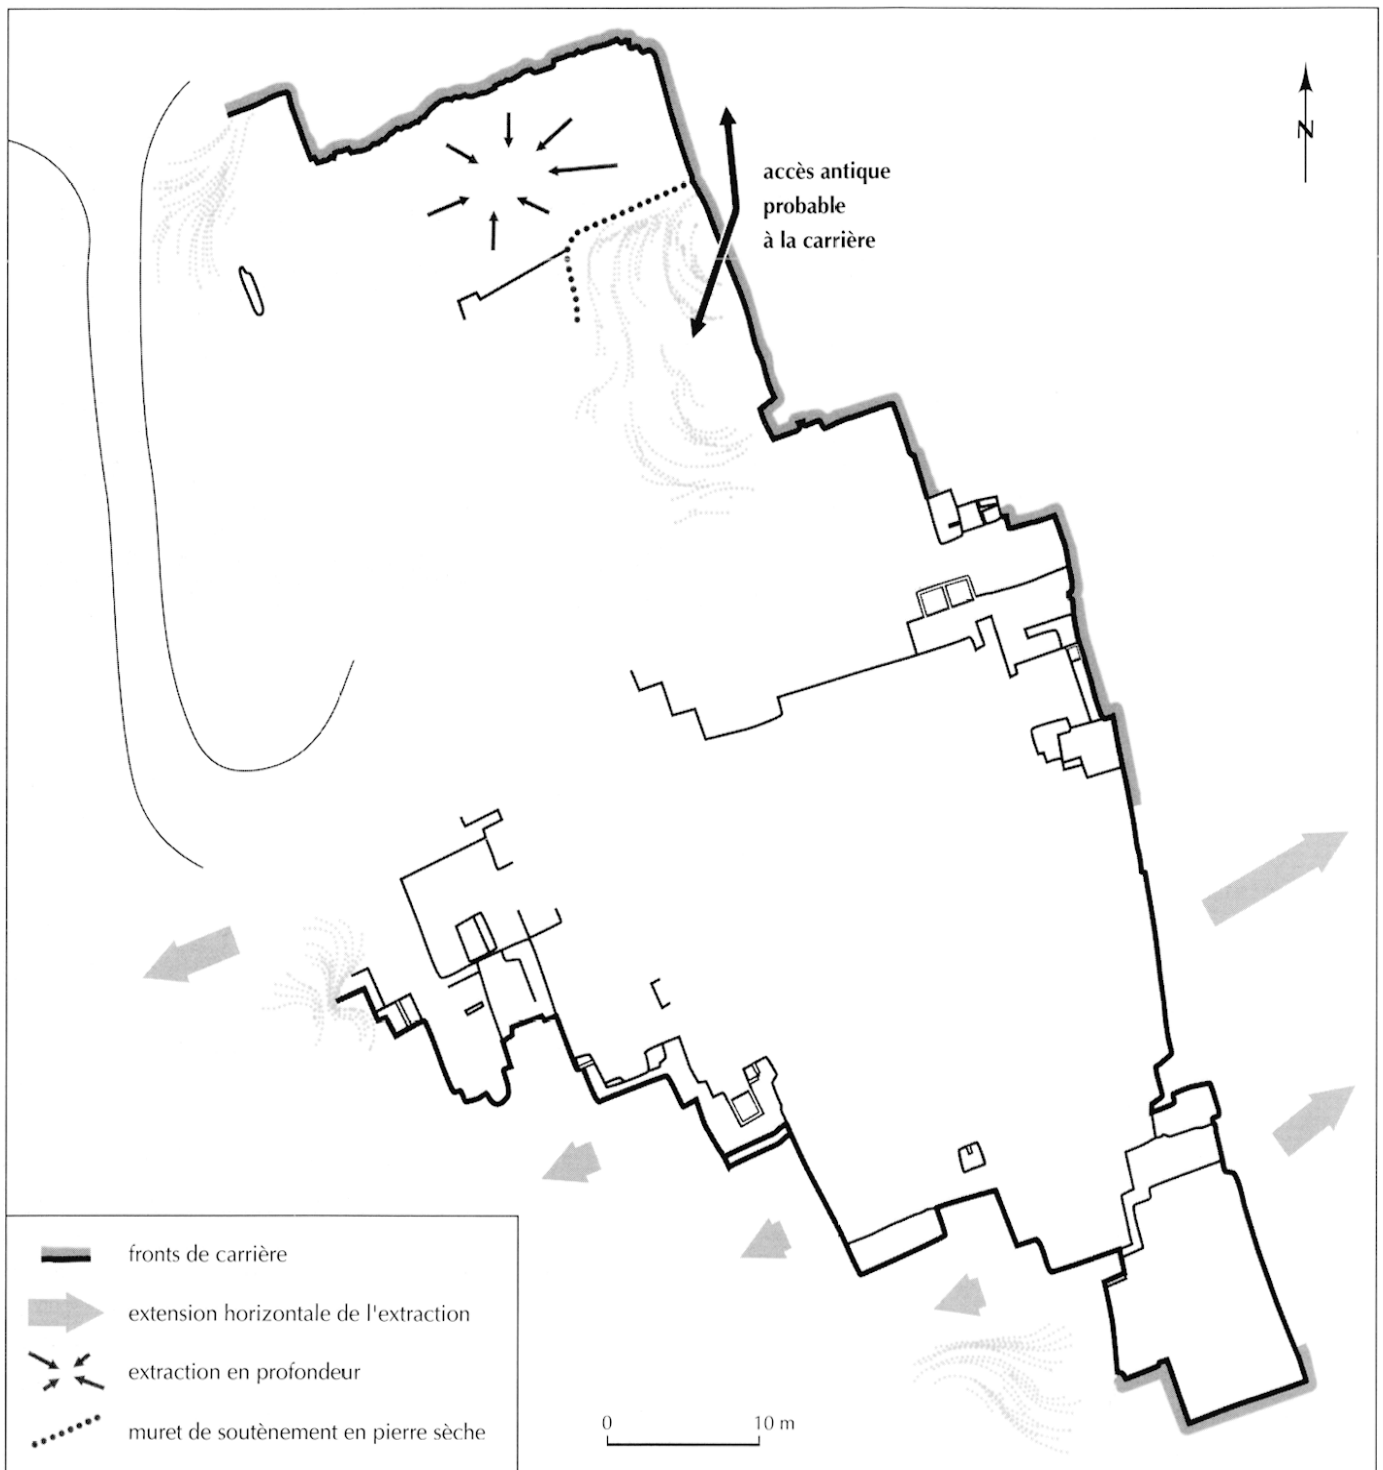 N
accès antique
probable
à la carrière
fronts de carrière
extension horizontale de l'extraction
extraction en profondeur
muret de soutènement en pierre sèche
0 10 m